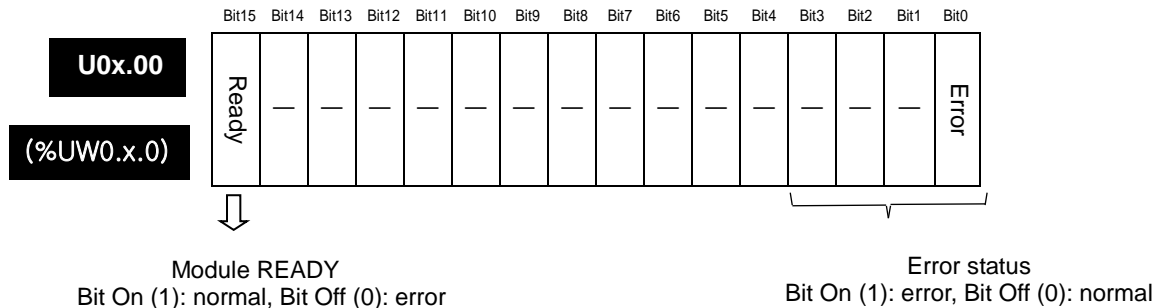 Bit15 Bit14 Bit13 Bit12 Bit11 Bit10 Bit9 Bit8 Bit7 Bit6 Bit5 Bit4 Bit3 Bit2 Bit1 Bit0
U0x.00
(%UW0.x.0)
Ready — — — — — — — — — — — — — — Error
Module READY
Bit On (1): normal, Bit Off (0): error
Error status
Bit On (1): error, Bit Off (0): normal